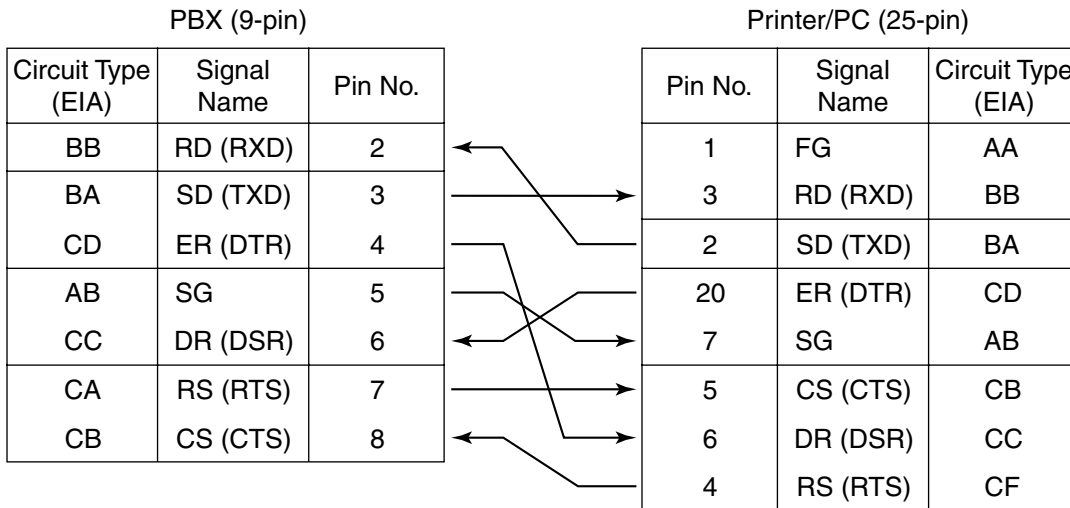 PBX (9-pin)
Circuit Type (EIA) Signal Name Pin No.
BB RD (RXD) 2
BA SD (TXD) 3
CD ER (DTR) 4
AB SG 5
CC DR (DSR) 6
CA RS (RTS) 7
CB CS (CTS) 8
Printer/PC (25-pin)
Pin No. Signal Name Circuit Type (EIA)
1 FG AA
3 RD (RXD) BB
2 SD (TXD) BA
20 ER (DTR) CD
7 SG AB
5 CS (CTS) CB
6 DR (DSR) CC
4 RS (RTS) CF